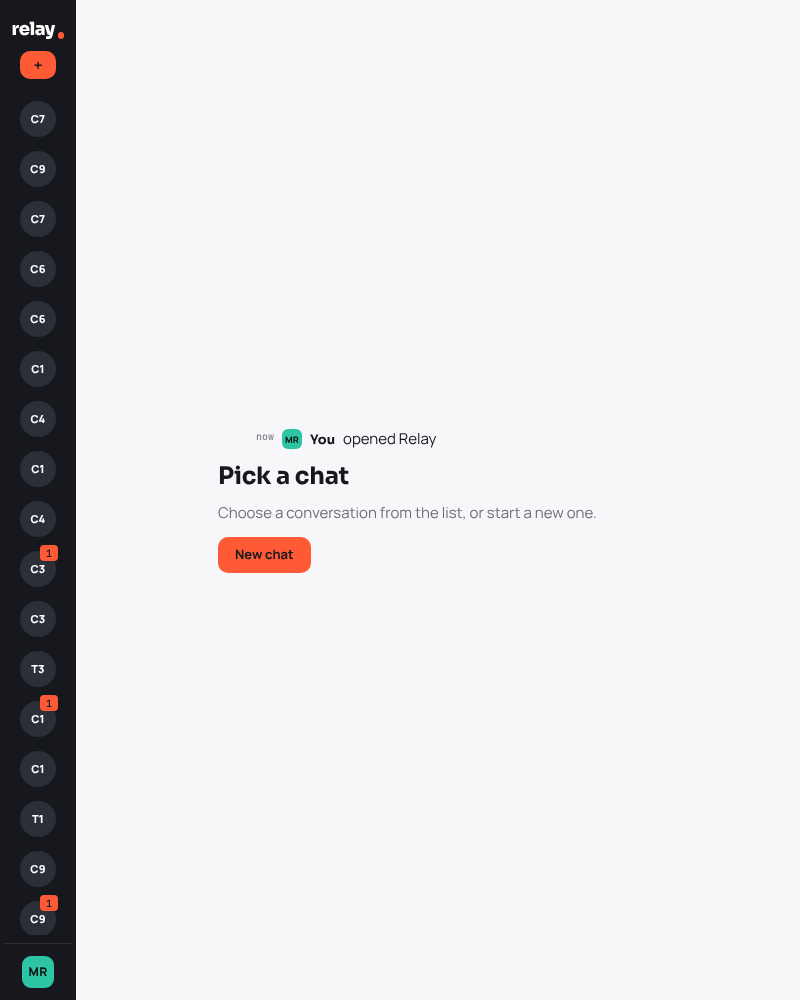 relay.
+
C7
C9
C7
C6
C6
C1
C4
C1
C4
1
C3
C3
T3
1
C1
C1
T1
C9
1
C9
MR
now MR You opened Relay
Pick a chat
Choose a conversation from the list, or start a new one.
New chat